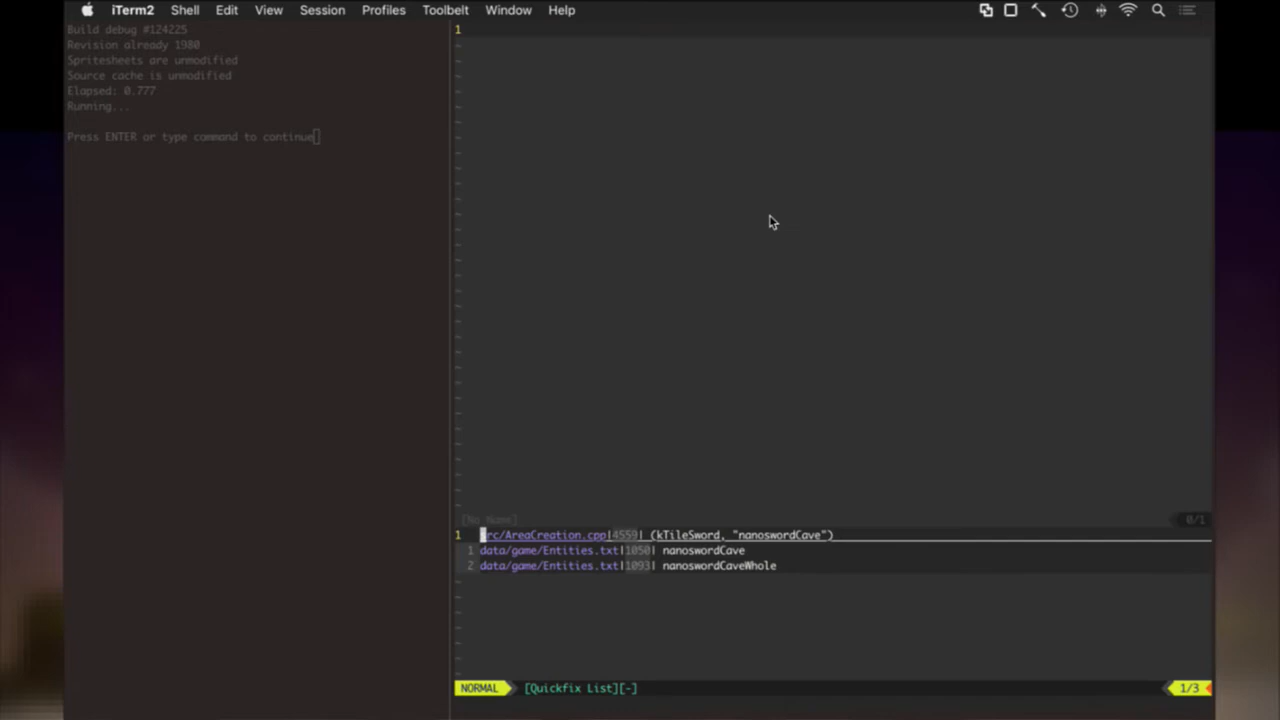 iTerm2 Shell Edit View Session Profiles Toolbelt Window Help
Build debug #124225
Revision already 1980
Spritesheets are unmodified
Source cache is unmodified
Elapsed: 0.777
Running...
Press ENTER or type command to continue
1
[No Name] 0/1
1 src/AreaCreation.cpp|4559| (kTileSword, "nanoswordCave")
1 data/game/Entities.txt|1050| nanoswordCave
2 data/game/Entities.txt|1093| nanoswordCaveWhole
NORMAL [Quickfix List][-] 1/3